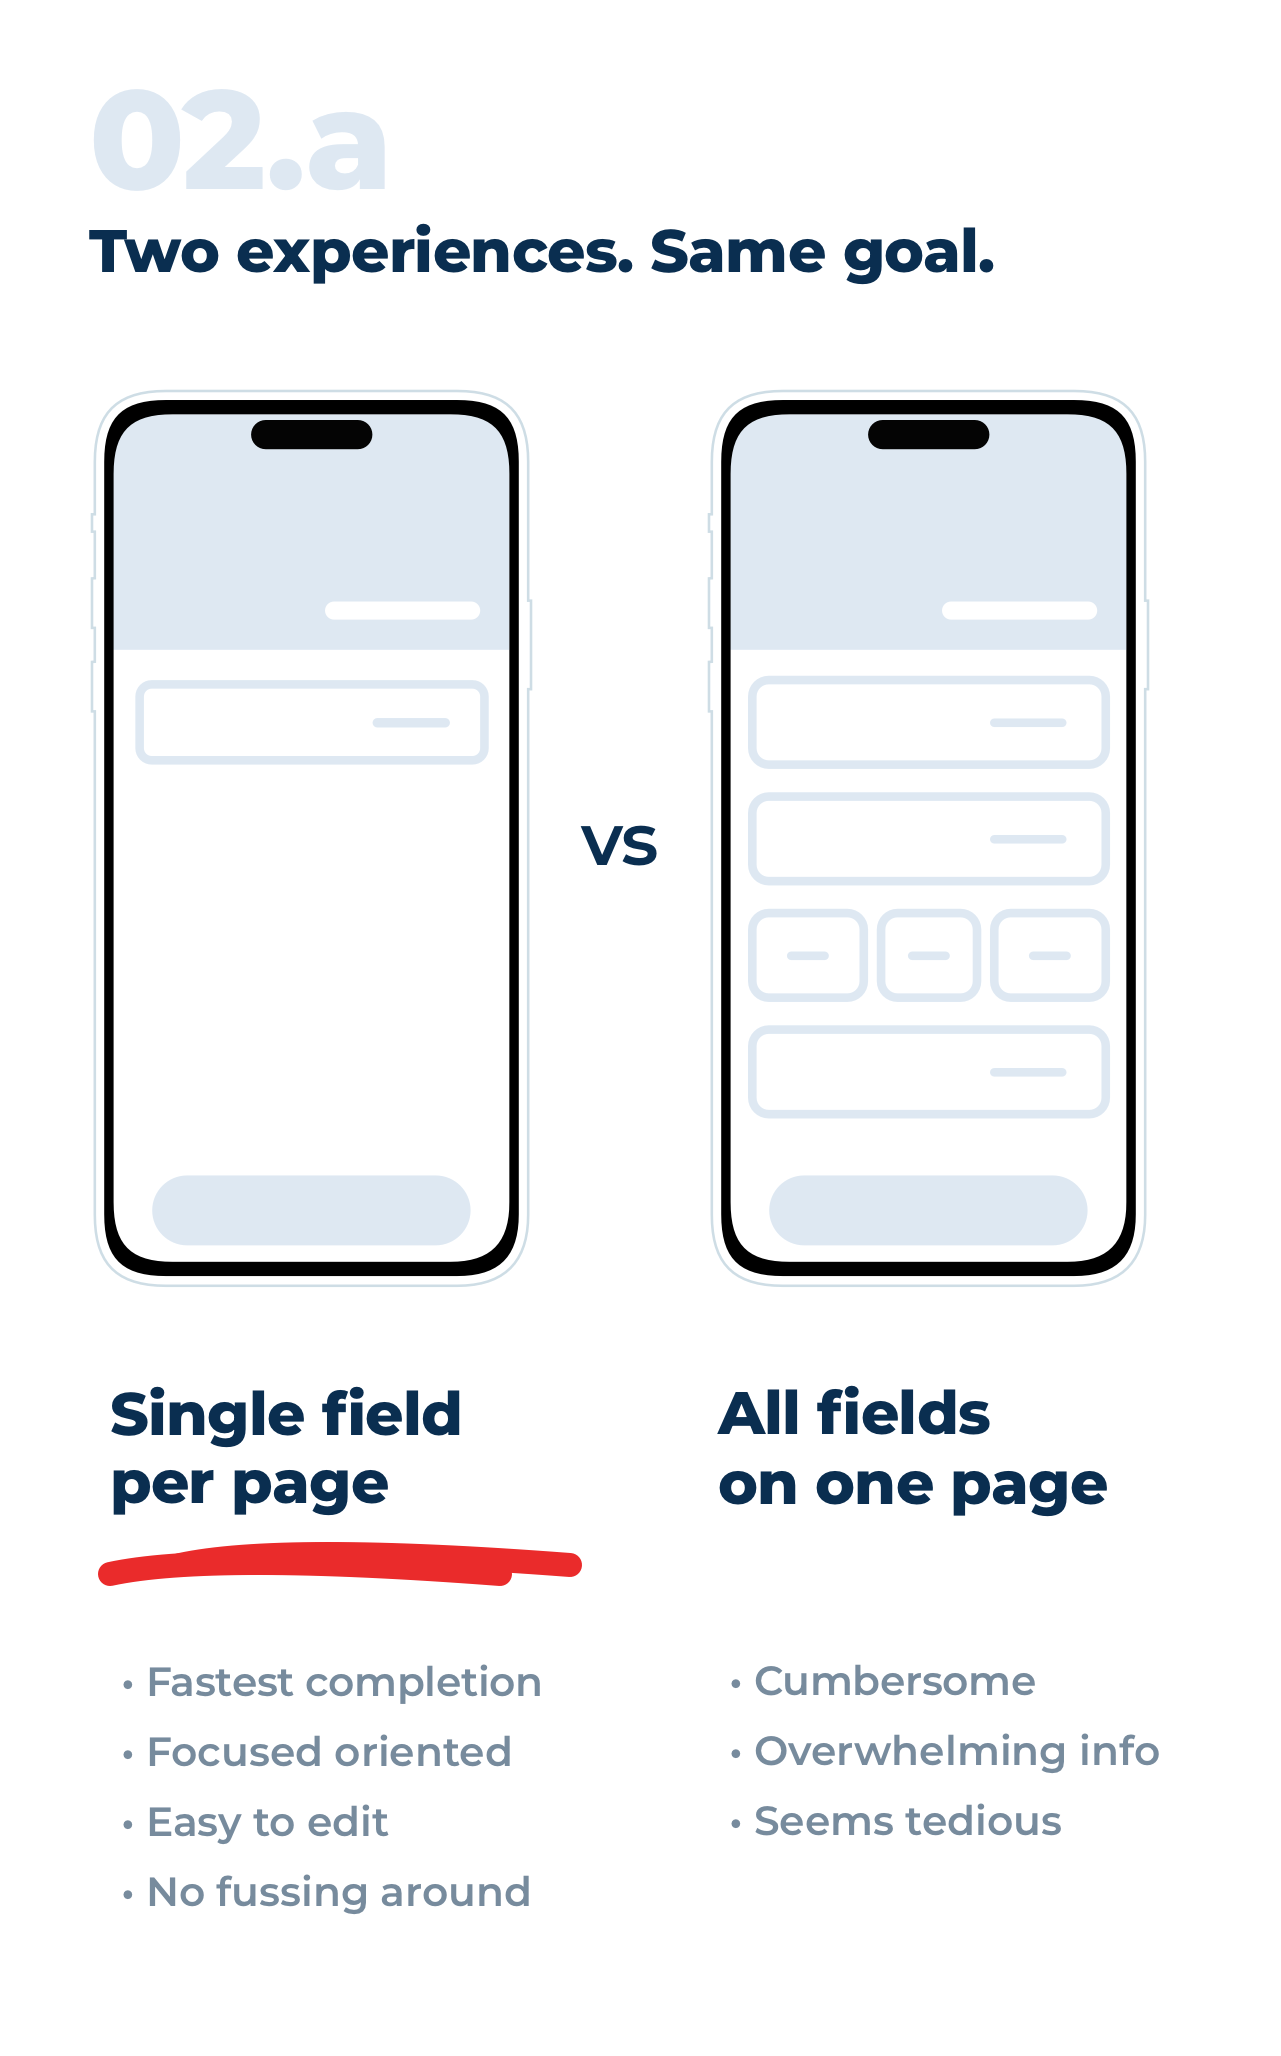 02.a
Two experiences. Same goal.
VS
Single field
per page
• Fastest completion
• Focused oriented
• Easy to edit
• No fussing around
All fields
on one page
• Cumbersome
• Overwhelming info
• Seems tedious